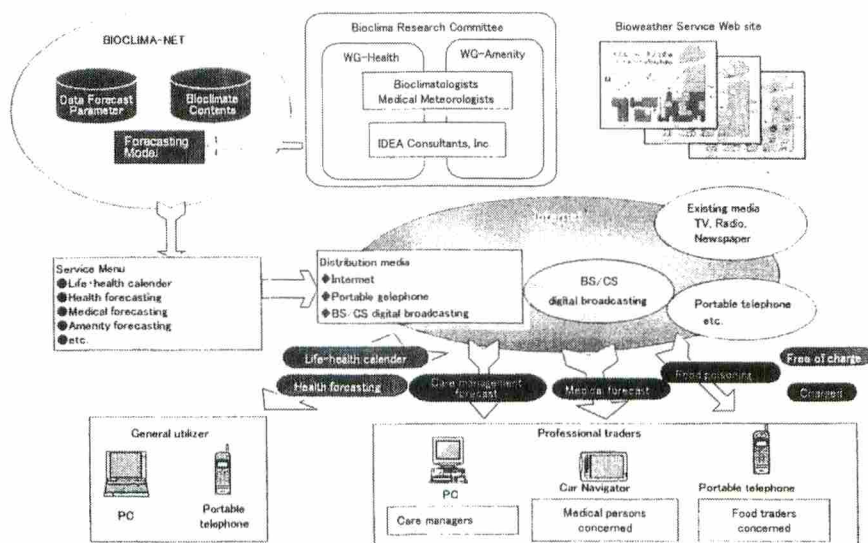 BIOCLIMA-NET
Data Forecast
Parameter
Bioclimate
Contents
Forecasting
Model
Bioclima Research Committee
WG-Health
WG-Amenity
Bioclimatologists
Medical Meteorologists
IDEA Consultants, Inc
Bioweather Service Web site
Service Menu
●Life-health calender
●Health forecasting
●Medical forecasting
●Amenity forecasting
●etc.
Distribution media
◆Internet
◆Portable gelephone
◆BS/CS digital broadcasting
Internet
BS/CS
digital broadcasting
Existing media
TV, Radio,
Newspaper
Portable telephone
etc.
Life-health calender
Health forcasting
Care management
forecast
Medical forecast
Food poisoning
Free of charge
Charged
General utilizer
PC
Portable
telephone
Professional traders
PC
Care managers
Car Navigator
Medical persons
concerned
Portable telephone
Food traders
concerned